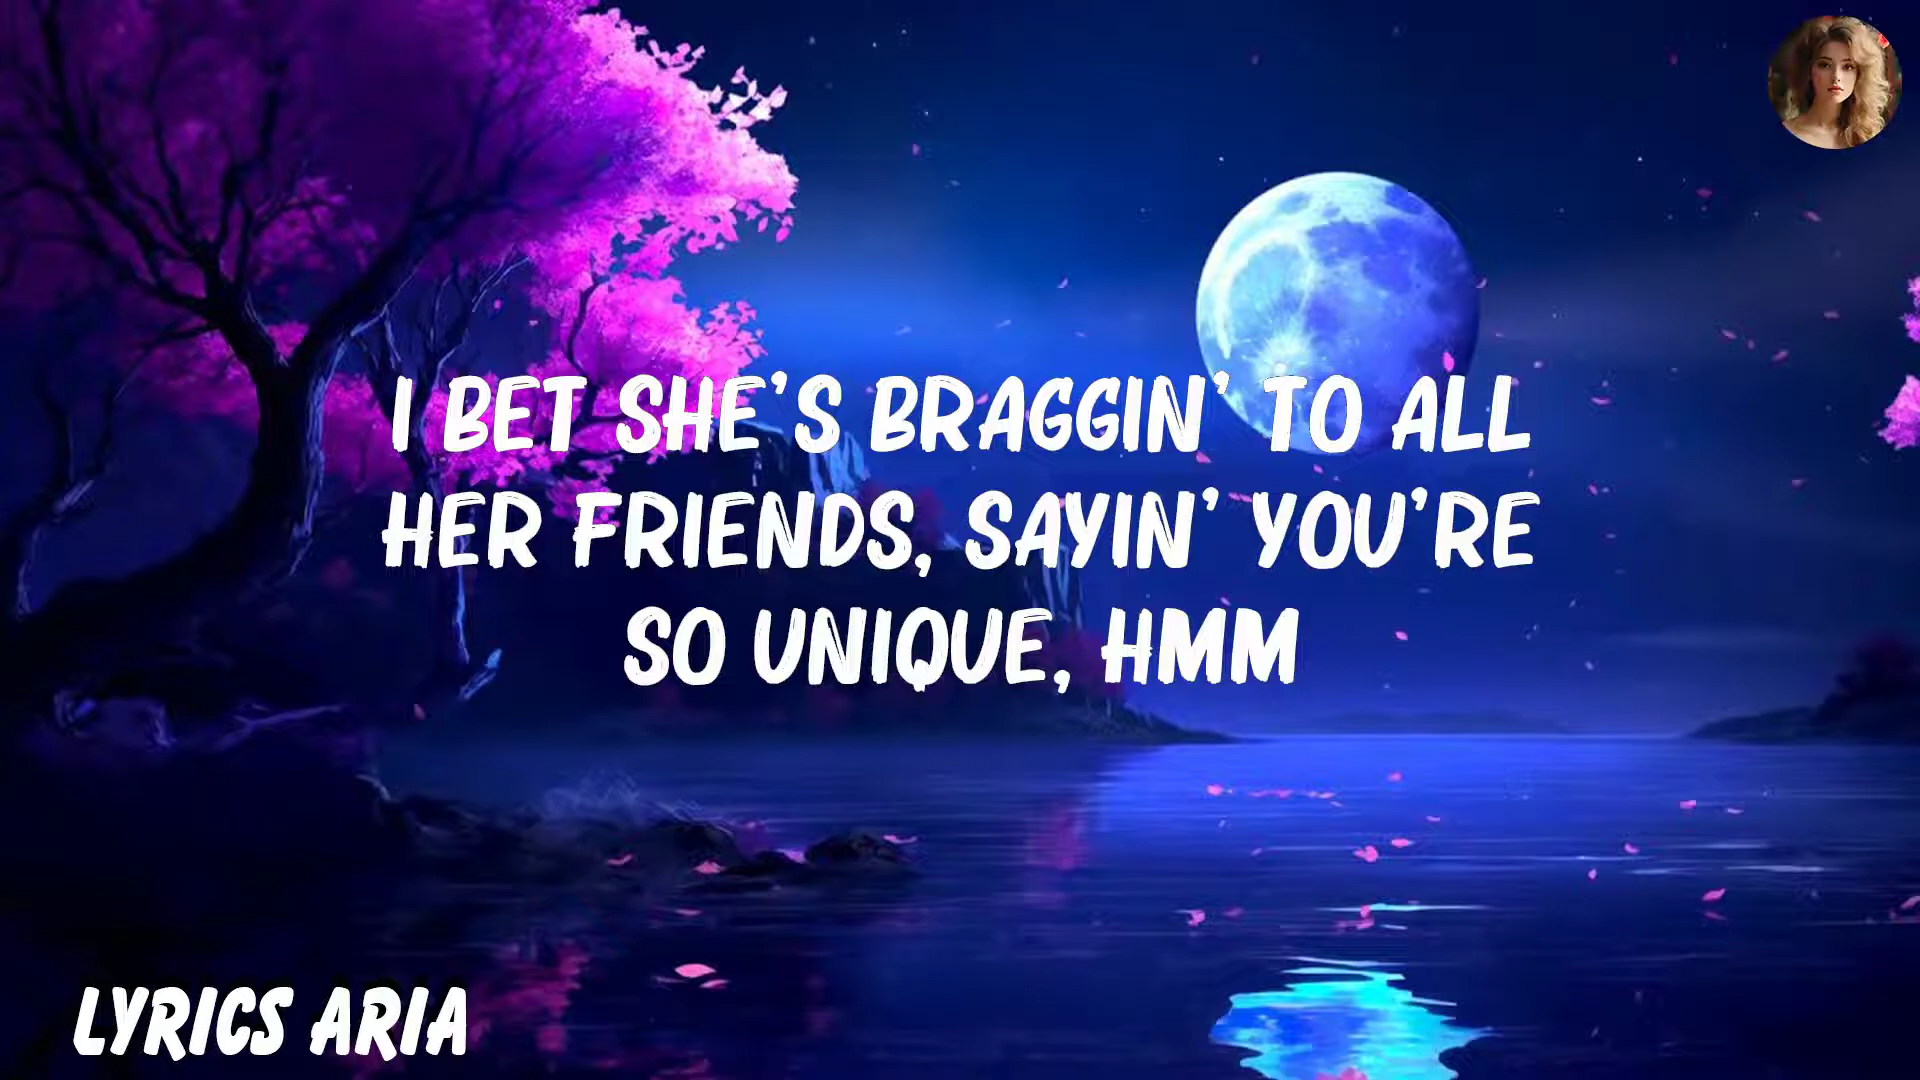 I BET SHE'S BRAGGIN' TO ALL
HER FRIENDS, SAYIN' YOU'RE
SO UNIQUE, HMM
LYRICS ARIA